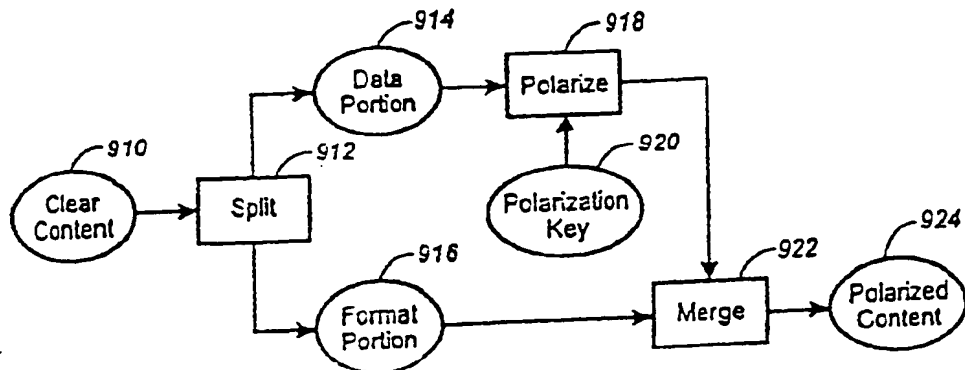 914
Data
Portion
918
Polarize
910
Clear
Content
912
Split
920
Polarization
Key
916
Format
Portion
922
Merge
924
Polarized
Content